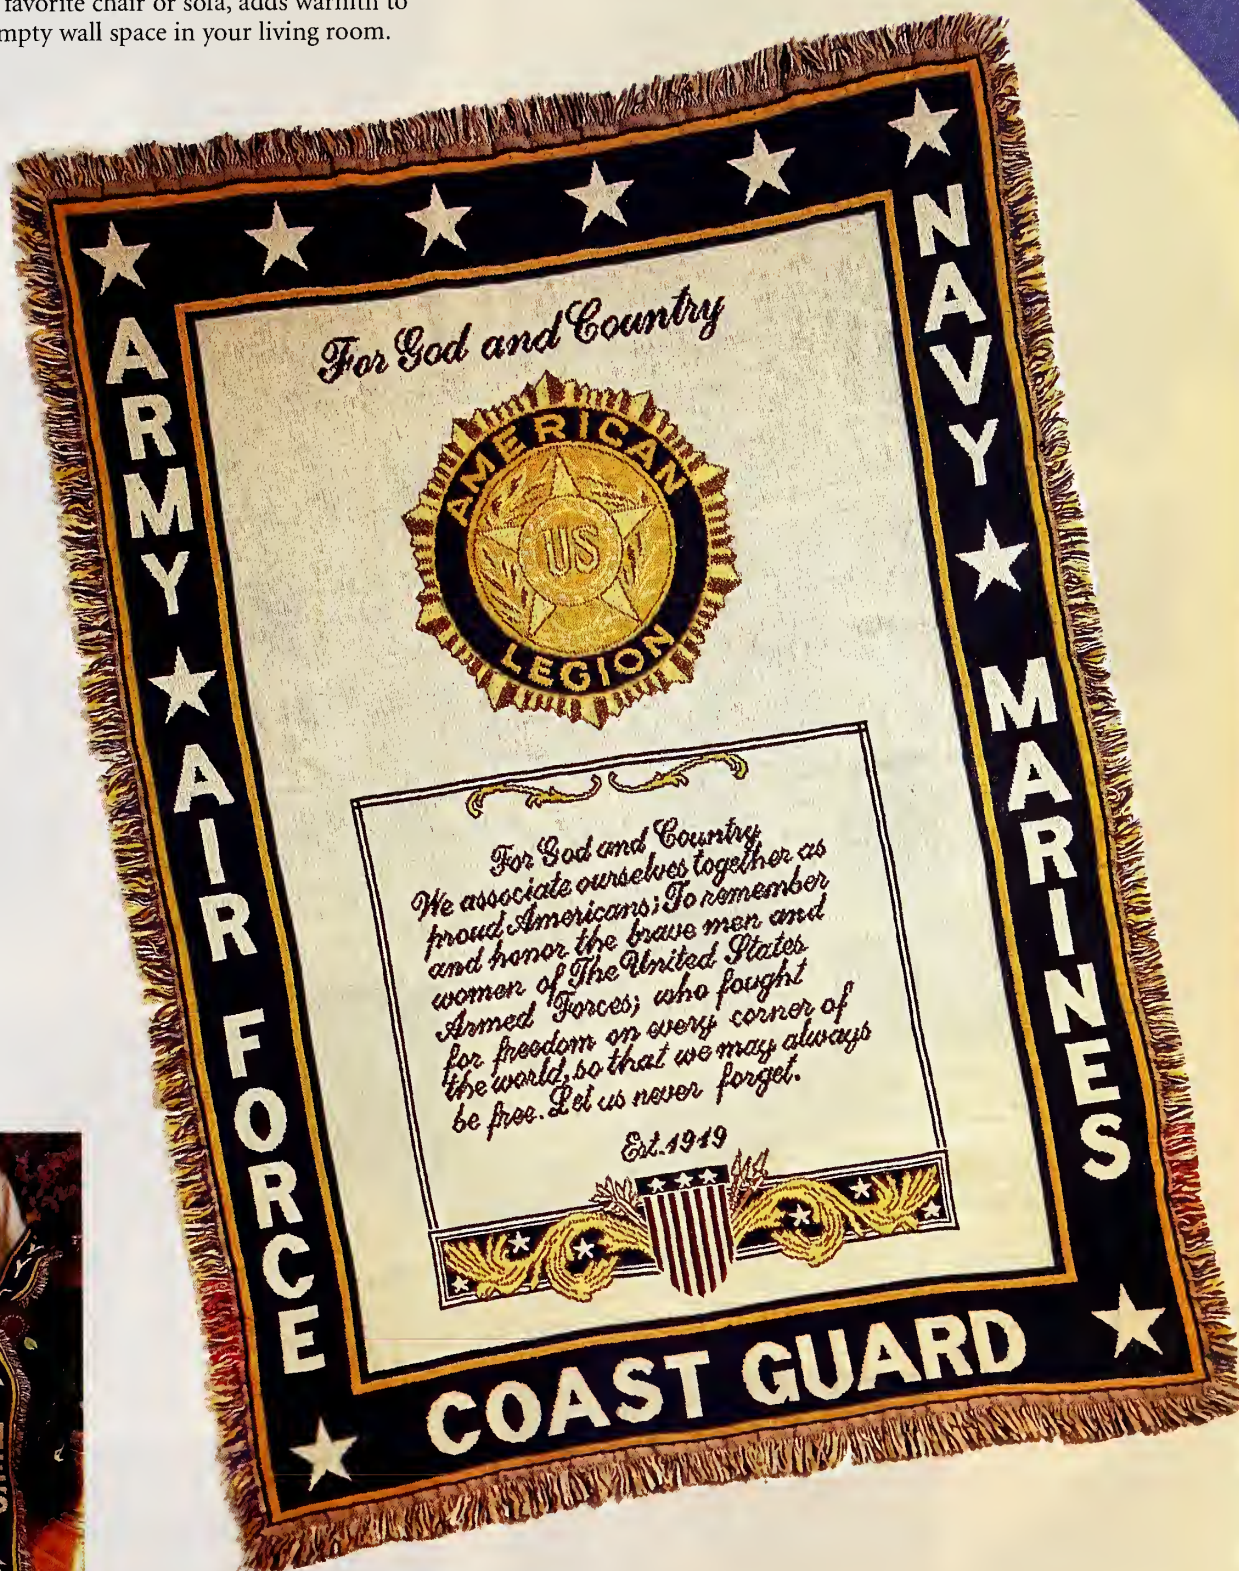 favorite chair or sofa, adds warmth to
mpty wall space in your living room.
ARMY
AIR FORCE
NAVY
MARINES
COAST GUARD
For God and Country
AMERICAN
US
LEGION
For God and Country
We associate ourselves together as
proud Americans; To remember
and honor the brave men and
women of The United States
Armed Forces; who fought
for freedom on every corner of
the world, so that we may always
be free. Let us never forget.
Est. 1919